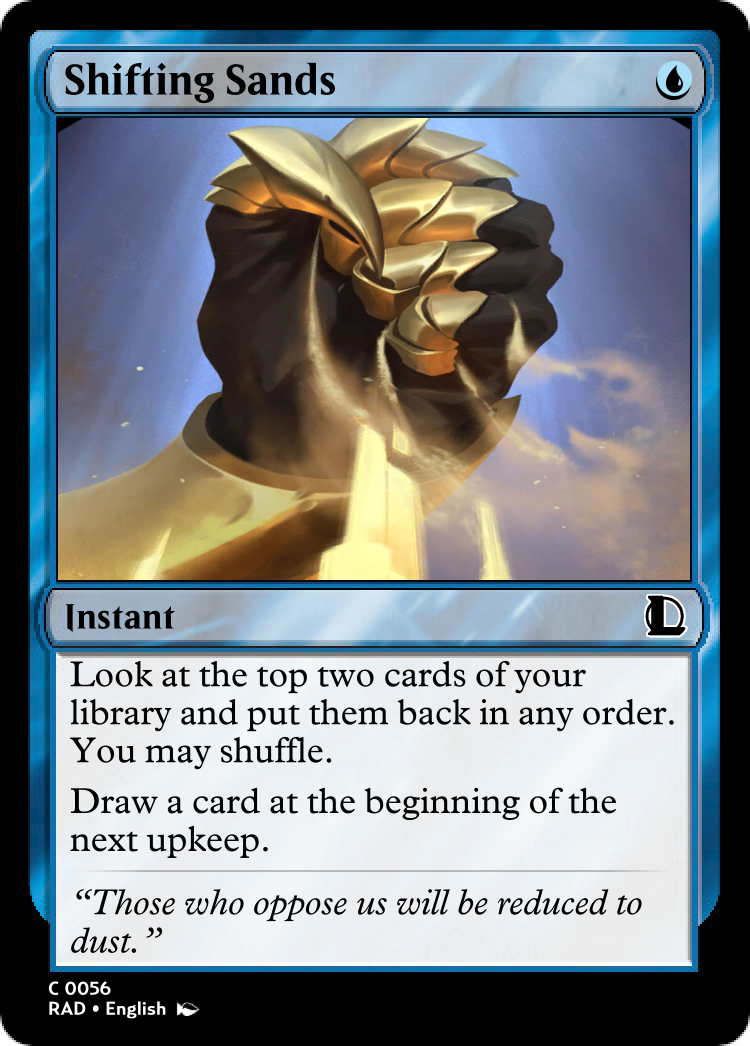 Shifting Sands
Instant
Look at the top two cards of your
library and put them back in any order.
You may shuffle.
Draw a card at the beginning of the
next upkeep.
“Those who oppose us will be reduced to
dust.”
C 0056
RAD • English